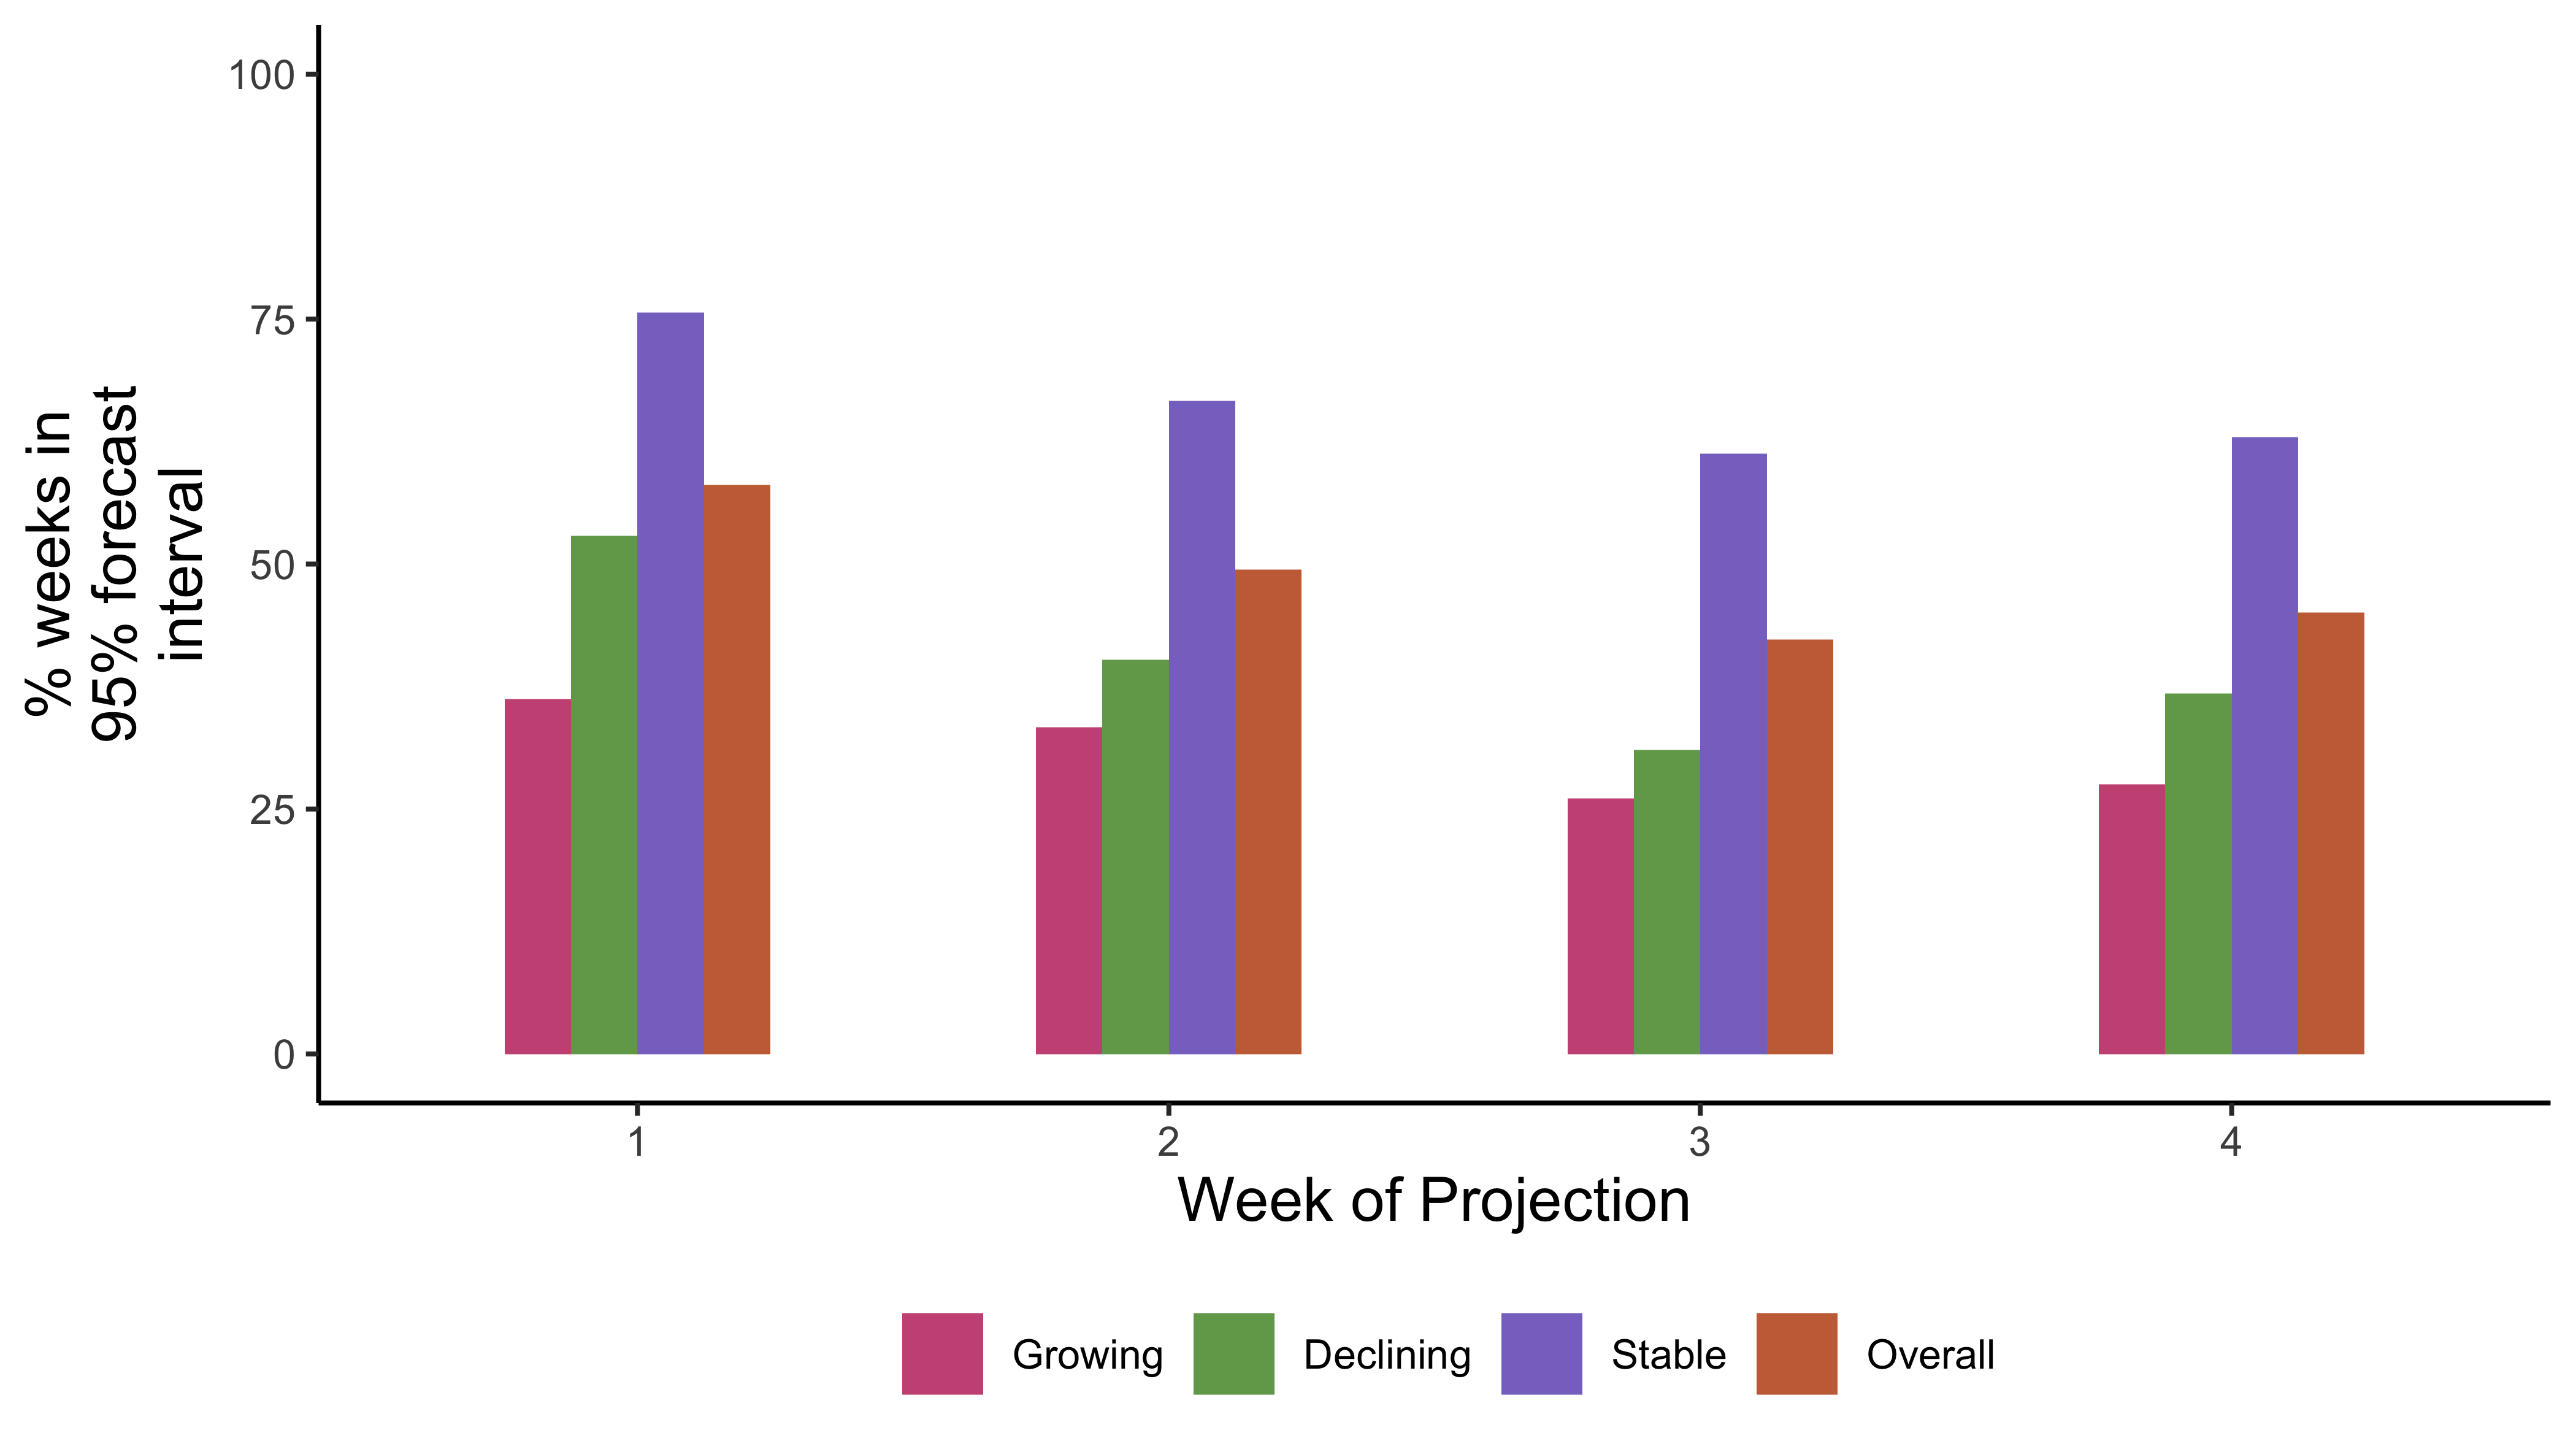 % weeks in
95% forecast
interval
100
75
50
25
0
1 2 3 4
Week of Projection
Growing Declining Stable Overall